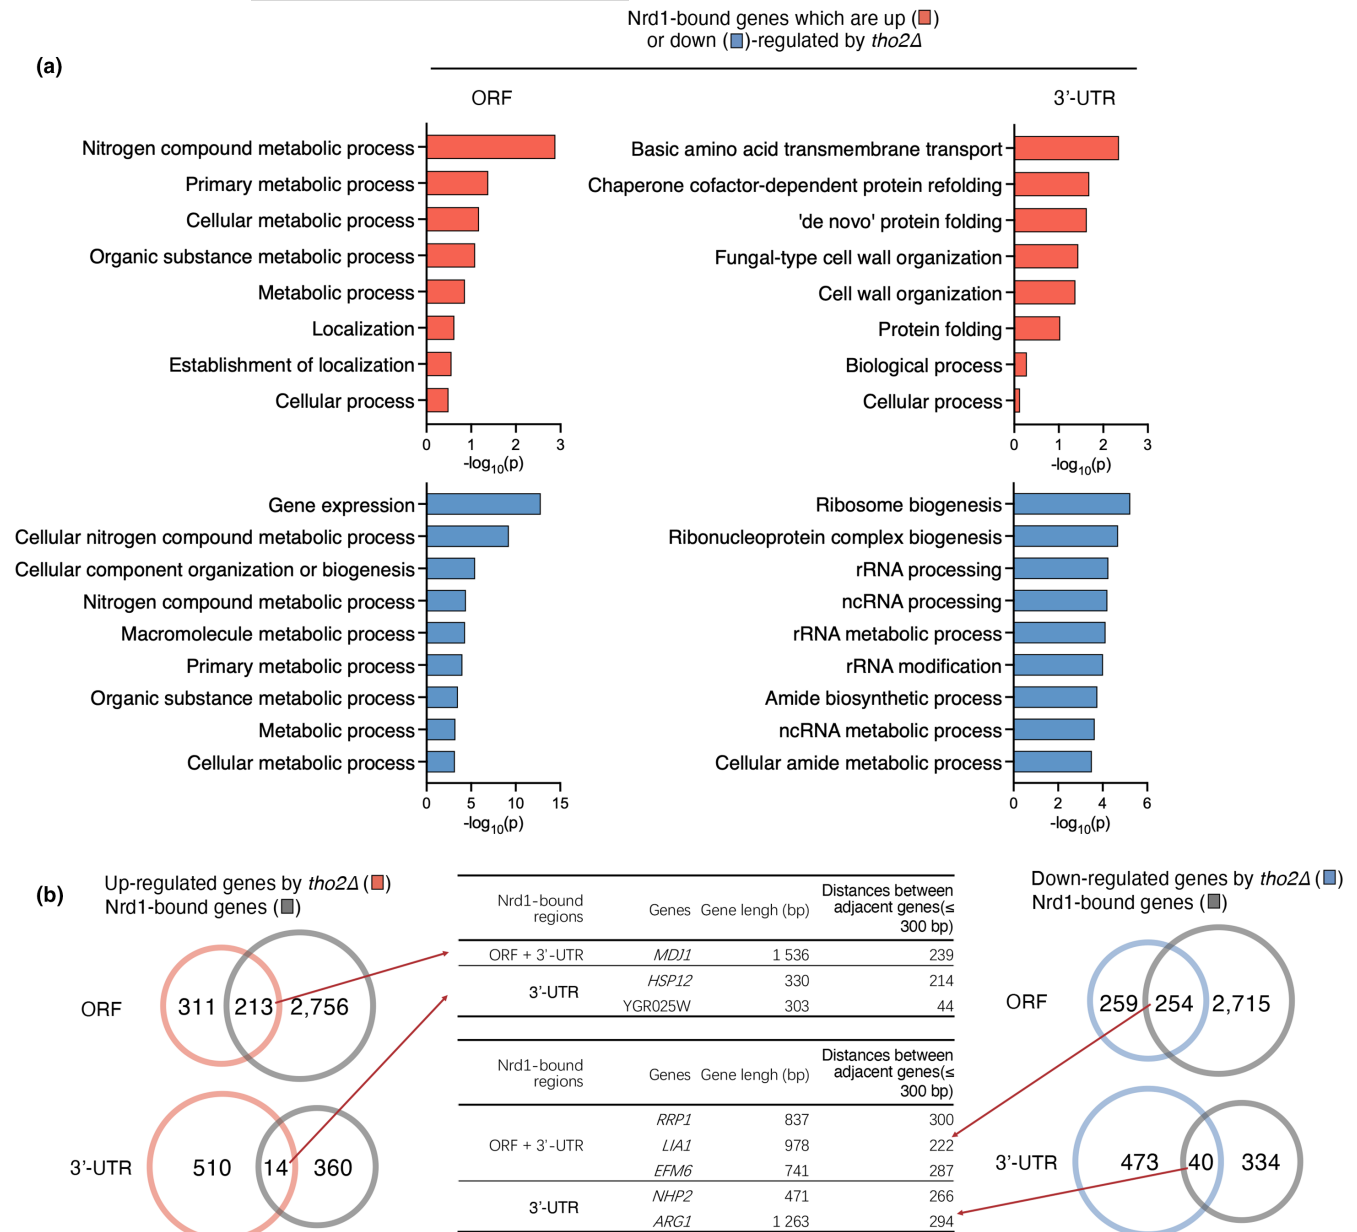 Nrd1-bound genes which are up (■)
or down (■)-regulated by tho2Δ
(a)
ORF
Nitrogen compound metabolic process
Primary metabolic process
Cellular metabolic process
Organic substance metabolic process
Metabolic process
Localization
Establishment of localization
Cellular process
0 1 2 3
-log10(p)
3'-UTR
Basic amino acid transmembrane transport
Chaperone cofactor-dependent protein refolding
'de novo' protein folding
Fungal-type cell wall organization
Cell wall organization
Protein folding
Biological process
Cellular process
0 1 2 3
-log10(p)
Gene expression
Cellular nitrogen compound metabolic process
Cellular component organization or biogenesis
Nitrogen compound metabolic process
Macromolecule metabolic process
Primary metabolic process
Organic substance metabolic process
Metabolic process
Cellular metabolic process
0 5 10 15
-log10(p)
Ribosome biogenesis
Ribonucleoprotein complex biogenesis
rRNA processing
ncRNA processing
rRNA metabolic process
rRNA modification
Amide biosynthetic process
ncRNA metabolic process
Cellular amide metabolic process
0 2 4 6
-log10(p)
(b)
Up-regulated genes by tho2Δ (■)
Nrd1-bound genes (■)
ORF
311 213 2,756
3'-UTR
510 14 360
Nrd1-bound
regions
Genes
Gene lengh (bp)
Distances between
adjacent genes(≤
300 bp)
ORF + 3'-UTR MDJ1 1 536 239
3'-UTR
HSP12 330 214
YGR025W 303 44
Nrd1-bound
regions
Genes
Gene lengh (bp)
Distances between
adjacent genes(≤
300 bp)
ORF + 3'-UTR
RRP1 837 300
LIA1 978 222
EFM6 741 287
3'-UTR
NHP2 471 266
ARG1 1 263 294
Down-regulated genes by tho2Δ (■)
Nrd1-bound genes (■)
ORF
259 254 2,715
3'-UTR
473 40 334